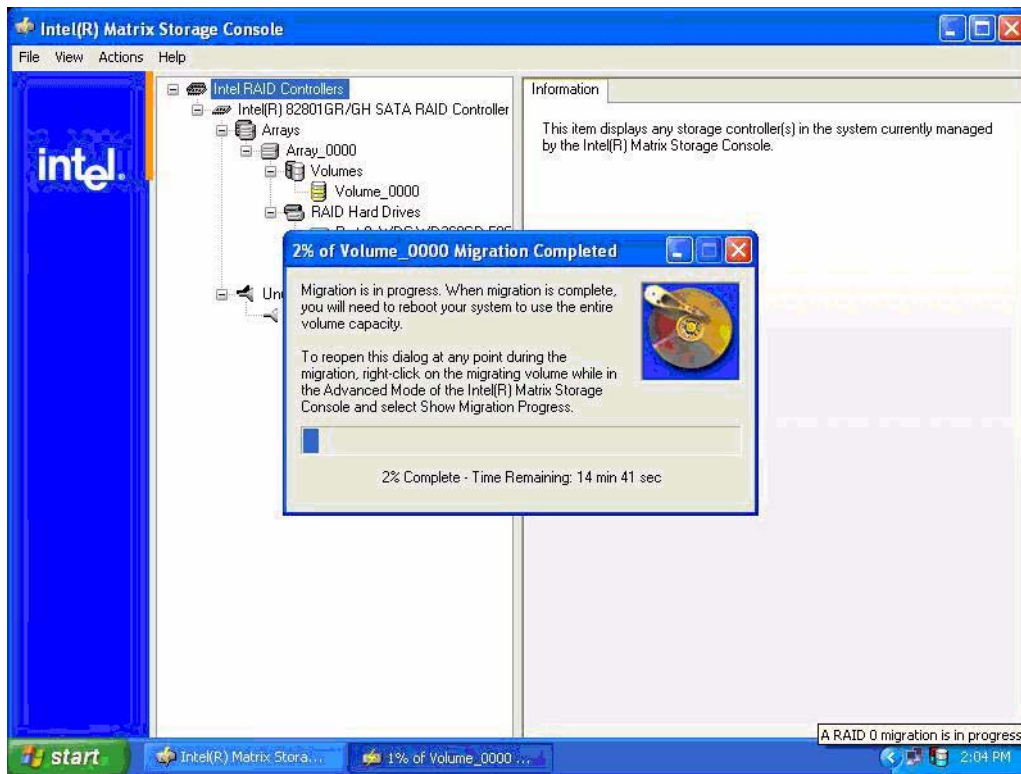 Intel(R) Matrix Storage Console
File View Actions Help
intel.
Intel RAID Controllers
Intel(R) 82801GR/GH SATA RAID Controller
Arrays
Array_0000
Volumes
Volume_0000
RAID Hard Drives
Un
Information
This item displays any storage controller(s) in the system currently managed
by the Intel(R) Matrix Storage Console.
2% of Volume_0000 Migration Completed
Migration is in progress. When migration is complete,
you will need to reboot your system to use the entire
volume capacity.
To reopen this dialog at any point during the
migration, right-click on the migrating volume while in
the Advanced Mode of the Intel(R) Matrix Storage
Console and select Show Migration Progress.
2% Complete - Time Remaining: 14 min 41 sec
A RAID 0 migration is in progress
start
Intel(R) Matrix Stora...
1% of Volume_0000 ...
2:04 PM